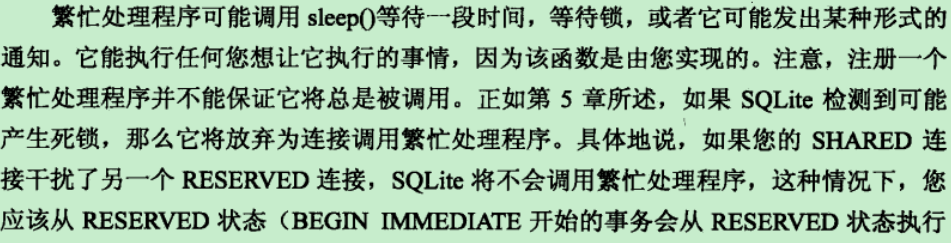 繁忙处理程序可能调用 sleep()等待一段时间，等待锁，或者它可能发出某种形式的
通知。它能执行任何您想让它执行的事情，因为该函数是由您实现的。注意，注册一个
繁忙处理程序并不能保证它将总是被调用。正如第 5 章所述，如果 SQLite 检测到可能
产生死锁，那么它将放弃为连接调用繁忙处理程序。具体地说，如果您的 SHARED 连
接干扰了另一个 RESERVED 连接，SQLite 将不会调用繁忙处理程序，这种情况下，您
应该从 RESERVED 状态（BEGIN IMMEDIATE 开始的事务会从 RESERVED 状态执行